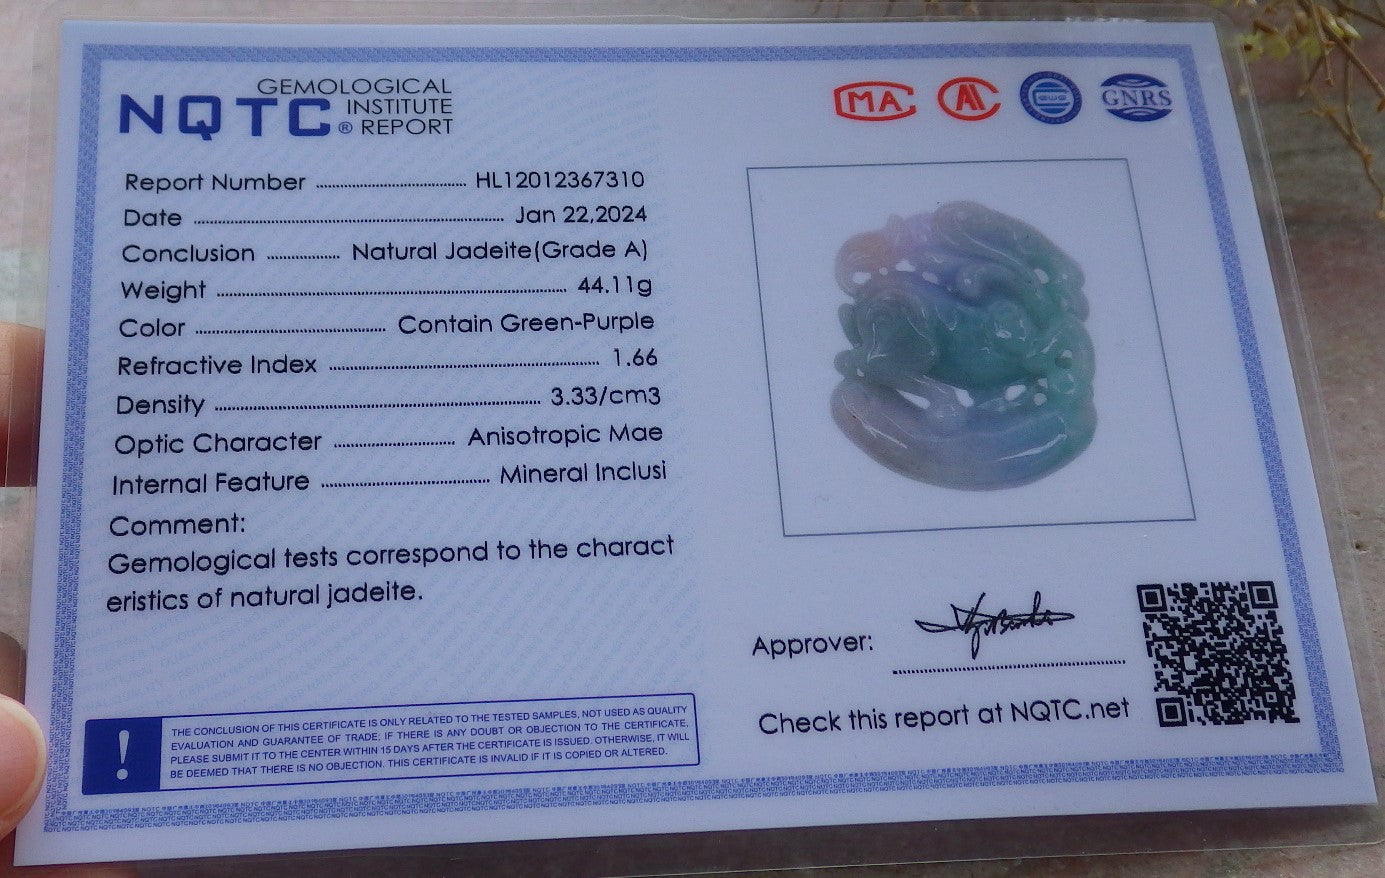 GEMOLOGICAL
NQTC® INSTITUTE
REPORT
MA
GNRS
Report Number HL12012367310
Date Jan 22,2024
Conclusion Natural Jadeite(Grade A)
Weight 44.11g
Color Contain Green-Purple
Refractive Index 1.66
Density 3.33/cm3
Optic Character Anisotropic Mae
Internal Feature Mineral Inclusi
Comment:
Gemological tests correspond to the charact
eristics of natural jadeite.
Approver:
Check this report at NQTC.net
!
THE CONCLUSION OF THIS CERTIFICATE IS ONLY RELATED TO THE TESTED SAMPLES, NOT USED AS QUALITY
EVALUATION AND GUARANTEE OF TRADE; IF THERE IS ANY DOUBT OR OBJECTION TO THE CERTIFICATE,
PLEASE SUBMIT IT TO THE CENTER WITHIN 15 DAYS AFTER THE CERTIFICATE IS ISSUED. OTHERWISE, IT WILL
BE DEEMED THAT THERE IS NO OBJECTION. THIS CERTIFICATE IS INVALID IF IT IS COPIED OR ALTERED.